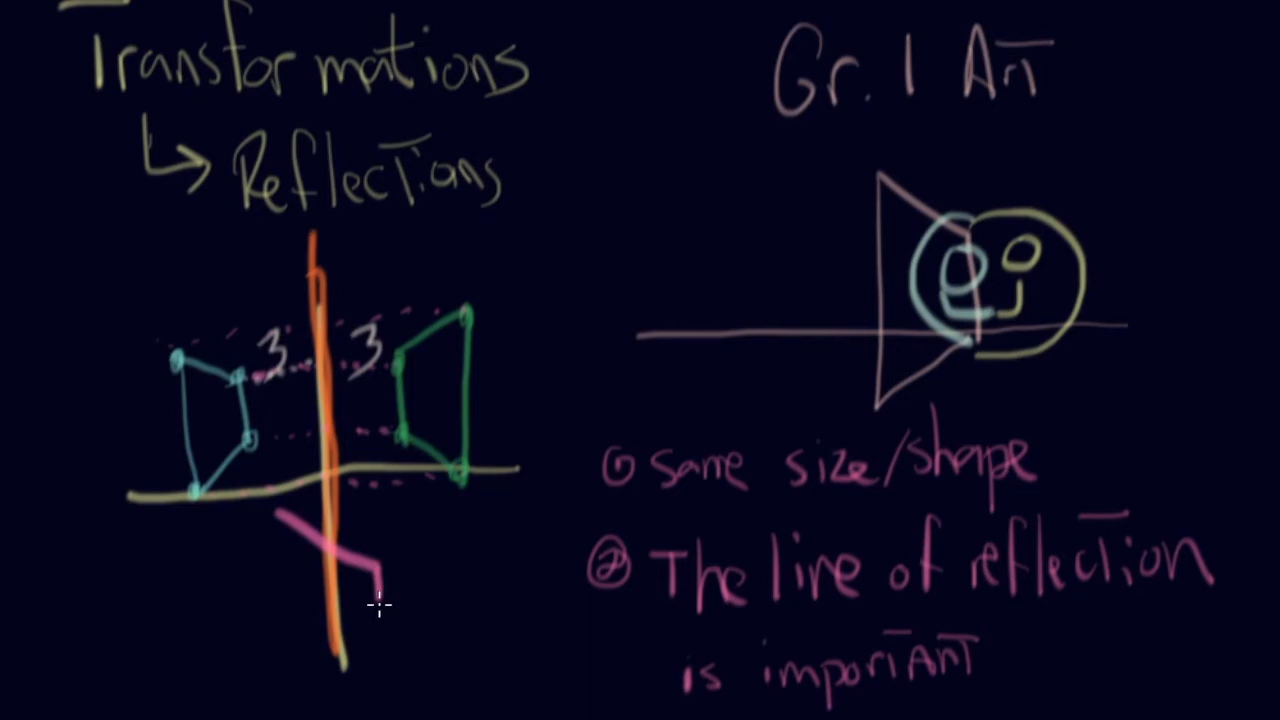 Transformations
Reflections
Gr. 1 Art
3 3
① same size/shape
② The line of reflection
is important